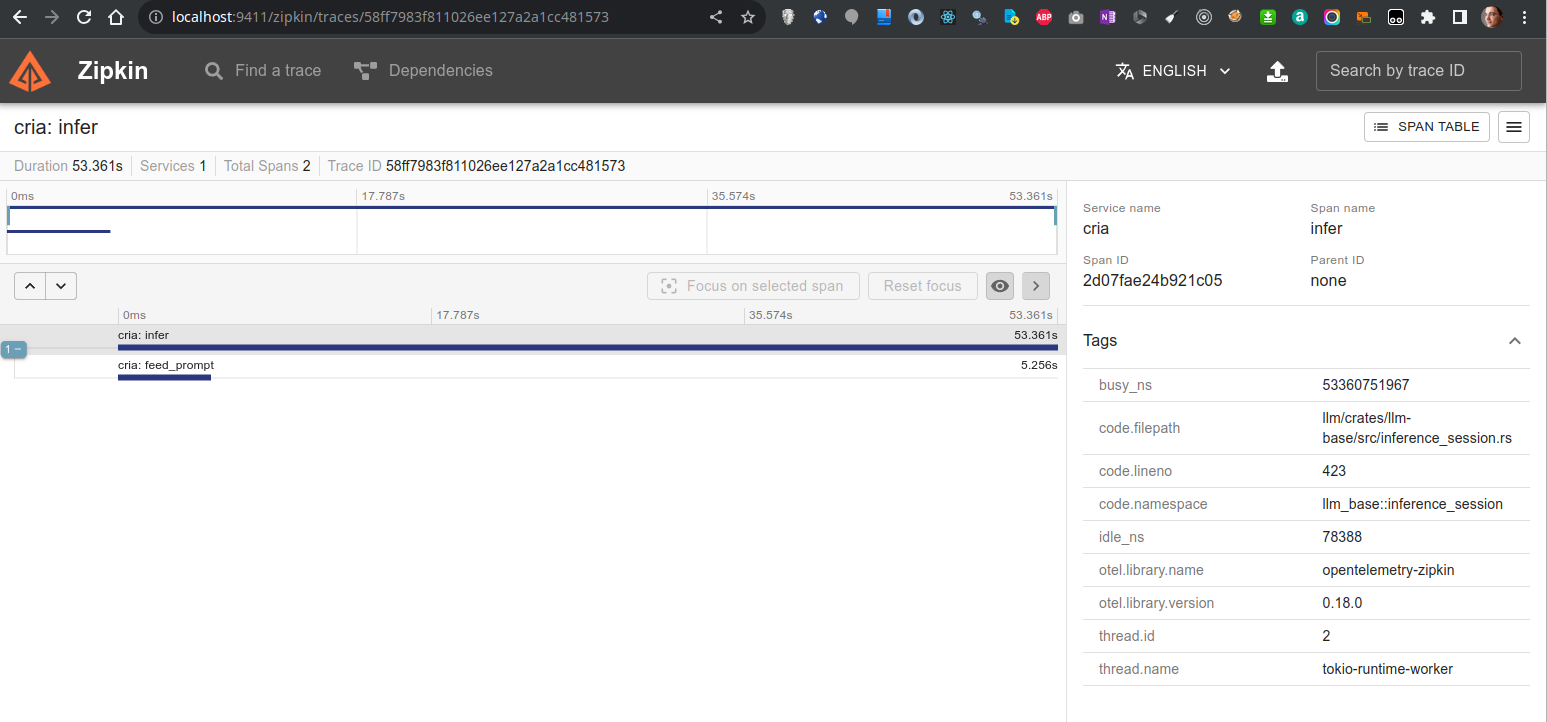 localhost:9411/zipkin/traces/58ff7983f811026ee127a2a1cc481573
ABP
N
a
Zipkin
Find a trace
Dependencies
ENGLISH
Search by trace ID
cria: infer
SPAN TABLE
Duration 53.361s Services 1 Total Spans 2 Trace ID 58ff7983f811026ee127a2a1cc481573
0ms 17.787s 35.574s 53.361s
Focus on selected span
Reset focus
0ms 17.787s 35.574s 53.361s
cria: infer 53.361s
1 −
cria: feed_prompt 5.256s
Service name Span name
cria infer
Span ID Parent ID
2d07fae24b921c05 none
Tags
busy_ns 53360751967
code.filepath llm/crates/llm-
base/src/inference_session.rs
code.lineno 423
code.namespace llm_base::inference_session
idle_ns 78388
otel.library.name opentelemetry-zipkin
otel.library.version 0.18.0
thread.id 2
thread.name tokio-runtime-worker